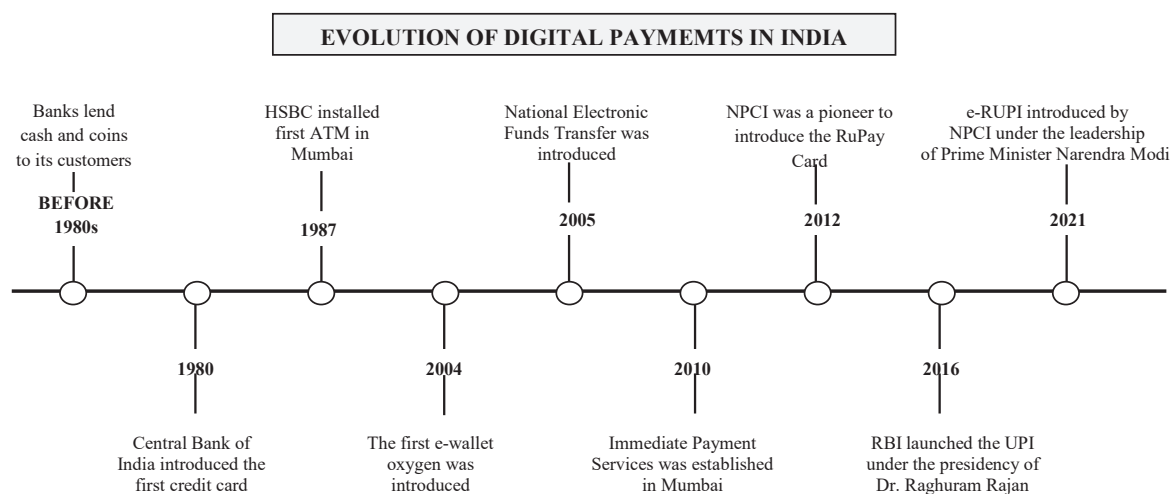 EVOLUTION OF DIGITAL PAYMEMTS IN INDIA
Banks lend
cash and coins
to its customers
BEFORE
1980s
HSBC installed
first ATM in
Mumbai
1987
National Electronic
Funds Transfer was
introduced
2005
NPCI was a pioneer to
introduce the RuPay
Card
2012
e-RUPI introduced by
NPCI under the leadership
of Prime Minister Narendra Modi
2021
1980
Central Bank of
India introduced the
first credit card
2004
The first e-wallet
oxygen was
introduced
2010
Immediate Payment
Services was established
in Mumbai
2016
RBI launched the UPI
under the presidency of
Dr. Raghuram Rajan